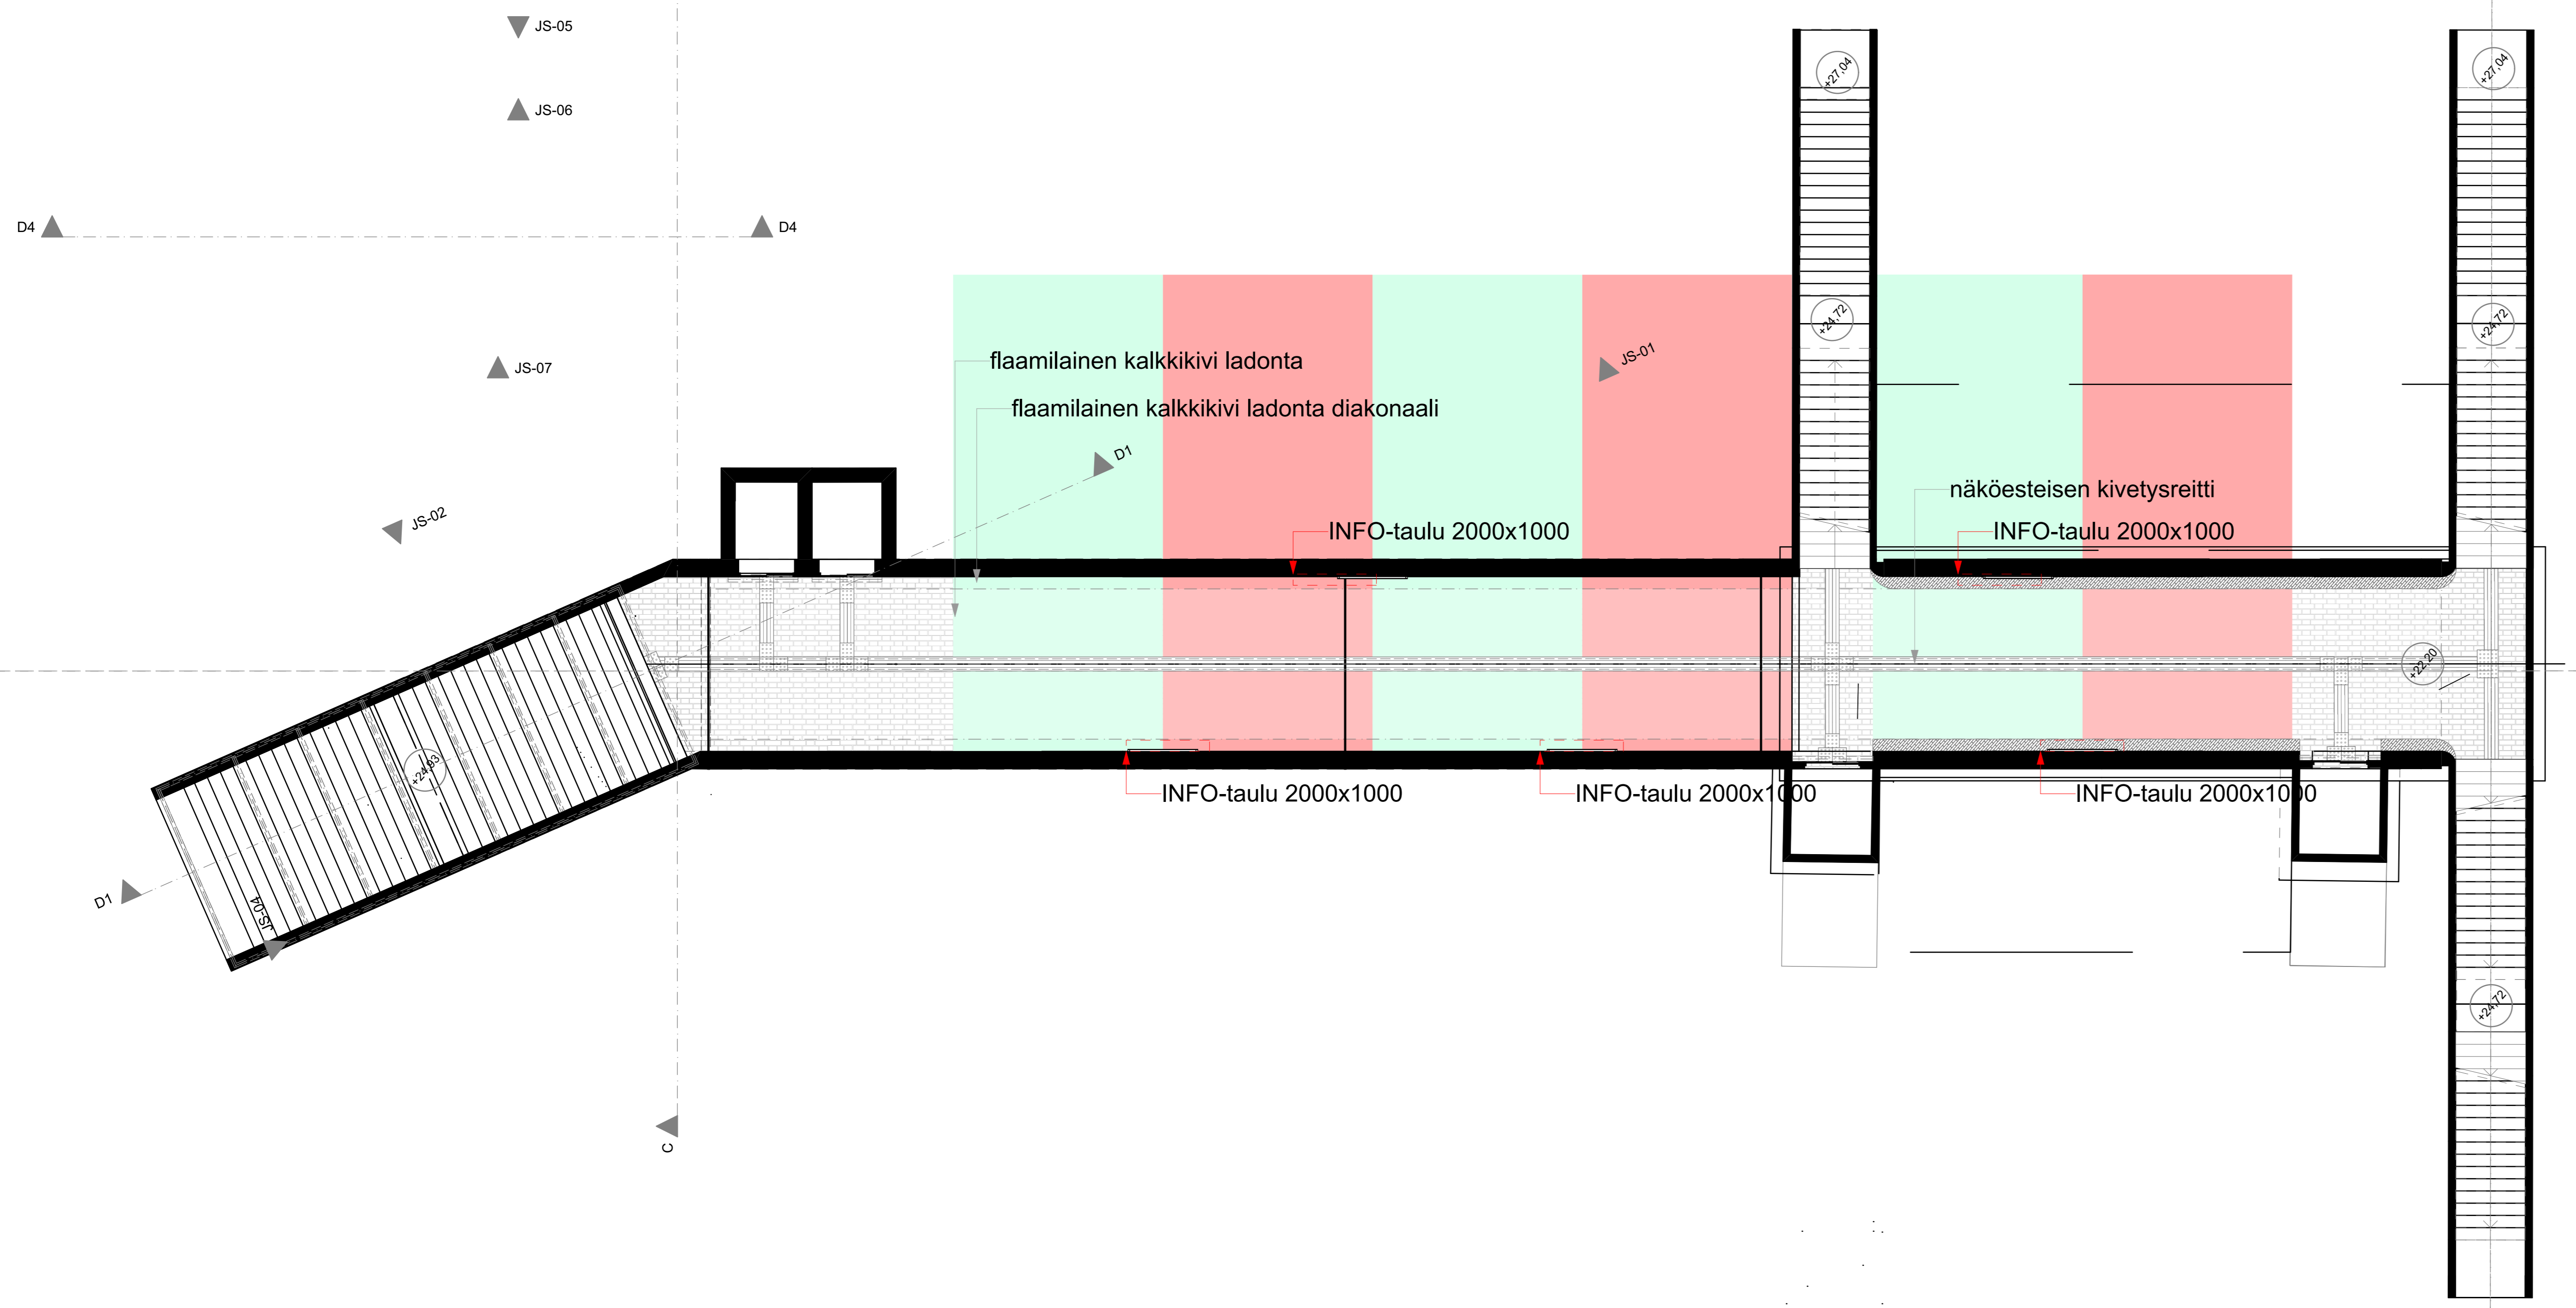 JS-05
JS-06
D4
D4
JS-07
JS-02
+27,04
+27,04
+24,72
+24,72
JS-01
flaamilainen kalkkikivi ladonta
flaamilainen kalkkikivi ladonta diakonaali
D1
näköesteisen kivetysreitti
INFO-taulu 2000x1000
INFO-taulu 2000x1000
+22.20
+24,93
INFO-taulu 2000x1000
INFO-taulu 2000x1000
INFO-taulu 2000x1000
D1
JS-04
+24,72
C